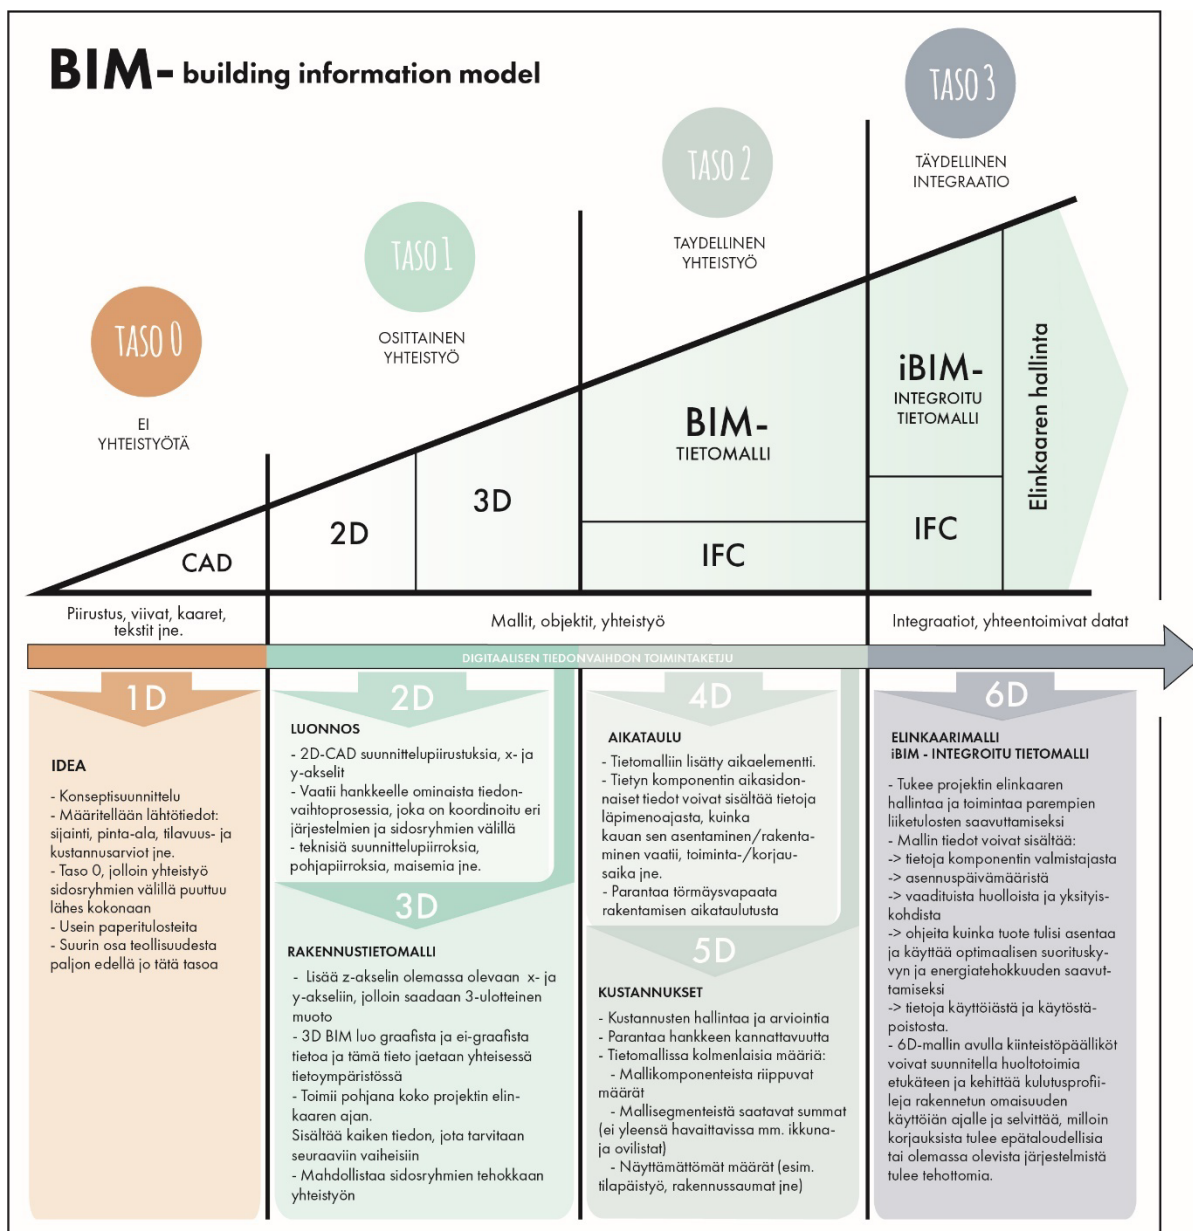 BIM- building information model
TASO 3
TÄYDELLINEN
INTEGRAATIO
TASO 2
TAYDELLINEN
YHTEISTYÖ
TASO 1
OSITTAINEN
YHTEISTYÖ
TASO 0
EI
YHTEISTYÖTÄ
CAD
2D
3D
BIM-
TIETOMALLI
IFC
iBIM-
INTEGROITU
TIETOMALLI
IFC
Elinkaaren hallinta
Piirustus, viivat, kaaret,
tekstit jne.
Mallit, objektit, yhteistyö
Integraatiot, yhteentoimivat datat
DIGITAALISEN TIEDONVAIHDON TOIMINTAKETJU
1D
IDEA
- Konseptisuunnittelu
- Määritellään lähtötiedot:
sijainti, pinta-ala, tilavuus- ja
kustannusarviot jne.
- Taso 0, jolloin yhteistyö
sidosryhmien välillä puuttuu
lähes kokonaan
- Usein paperitulosteita
- Suurin osa teollisuudesta
paljon edellä jo tätä tasoa
2D
LUONNOS
- 2D-CAD suunnittelupiirustuksia, x- ja
y-akselit
- Vaatii hankkeelle ominaista tiedon-
vaihtoprosessia, joka on koordinoitu eri
järjestelmien ja sidosryhmien välillä
- teknisiä suunnittelupiirroksia,
pohjapiirroksia, maisemia jne.
3D
RAKENNUSTIETOMALLI
- Lisää z-akselin olemassa olevaan x- ja
y-akseliin, jolloin saadaan 3-ulotteinen
muoto
- 3D BIM luo graafista ja ei-graafista
tietoa ja tämä tieto jaetaan yhteisessä
tietoympäristössä
- Toimii pohjana koko projektin elin-
kaaren ajan.
Sisältää kaiken tiedon, jota tarvitaan
seuraaviin vaiheisiin
- Mahdollistaa sidosryhmien tehokkaan
yhteistyön
4D
AIKATAULU
- Tietomalliin lisätty aikaelementti.
- Tietyn komponentin aikasidon-
naiset tiedot voivat sisältää tietoja
läpimenoajasta, kuinka
kauan sen asentaminen/rakenta-
minen vaatii, toiminta-/korjau-
saika jne.
- Parantaa törmäysvapaata
rakentamisen aikataulutusta
5D
KUSTANNUKSET
- Kustannusten hallintaa ja arviointia
- Parantaa hankkeen kannattavuutta
- Tietomallissa kolmenlaisia määriä:
- Mallikomponenteista riippuvat
määrät
- Mallisegmenteistä saatavat summat
(ei yleensä havaittavissa mm. ikkuna-
ja ovilistat)
- Näyttämättömät määrät (esim.
tilapäistyö, rakennussaumat jne)
6D
ELINKAARIMALLI
iBIM - INTEGROITU TIETOMALLI
- Tukee projektin elinkaaren
hallintaa ja toimintaa parempien
liiketulosten saavuttamiseksi
- Mallin tiedot voivat sisältää:
-> tietoja komponentin valmistajasta
-> asennuspäivämääristä
-> vaadituista huolloista ja yksityis-
kohdista
-> ohjeita kuinka tuote tulisi asentaa
ja käyttää optimaalisen suoritusky-
vyn ja energiatehokkuuden saavut-
tamiseksi
-> tietoja käyttöiästä ja käytöstä-
poistosta.
- 6D-mallin avulla kiinteistöpäälliköt
voivat suunnitella huoltotoimia
etukäteen ja kehittää kulutusprofii-
leja rakennetun omaisuuden
käyttöiän ajalle ja selvittää, milloin
korjauksista tulee epätaloudellisia
tai olemassa olevista järjestelmistä
tulee tehottomia.